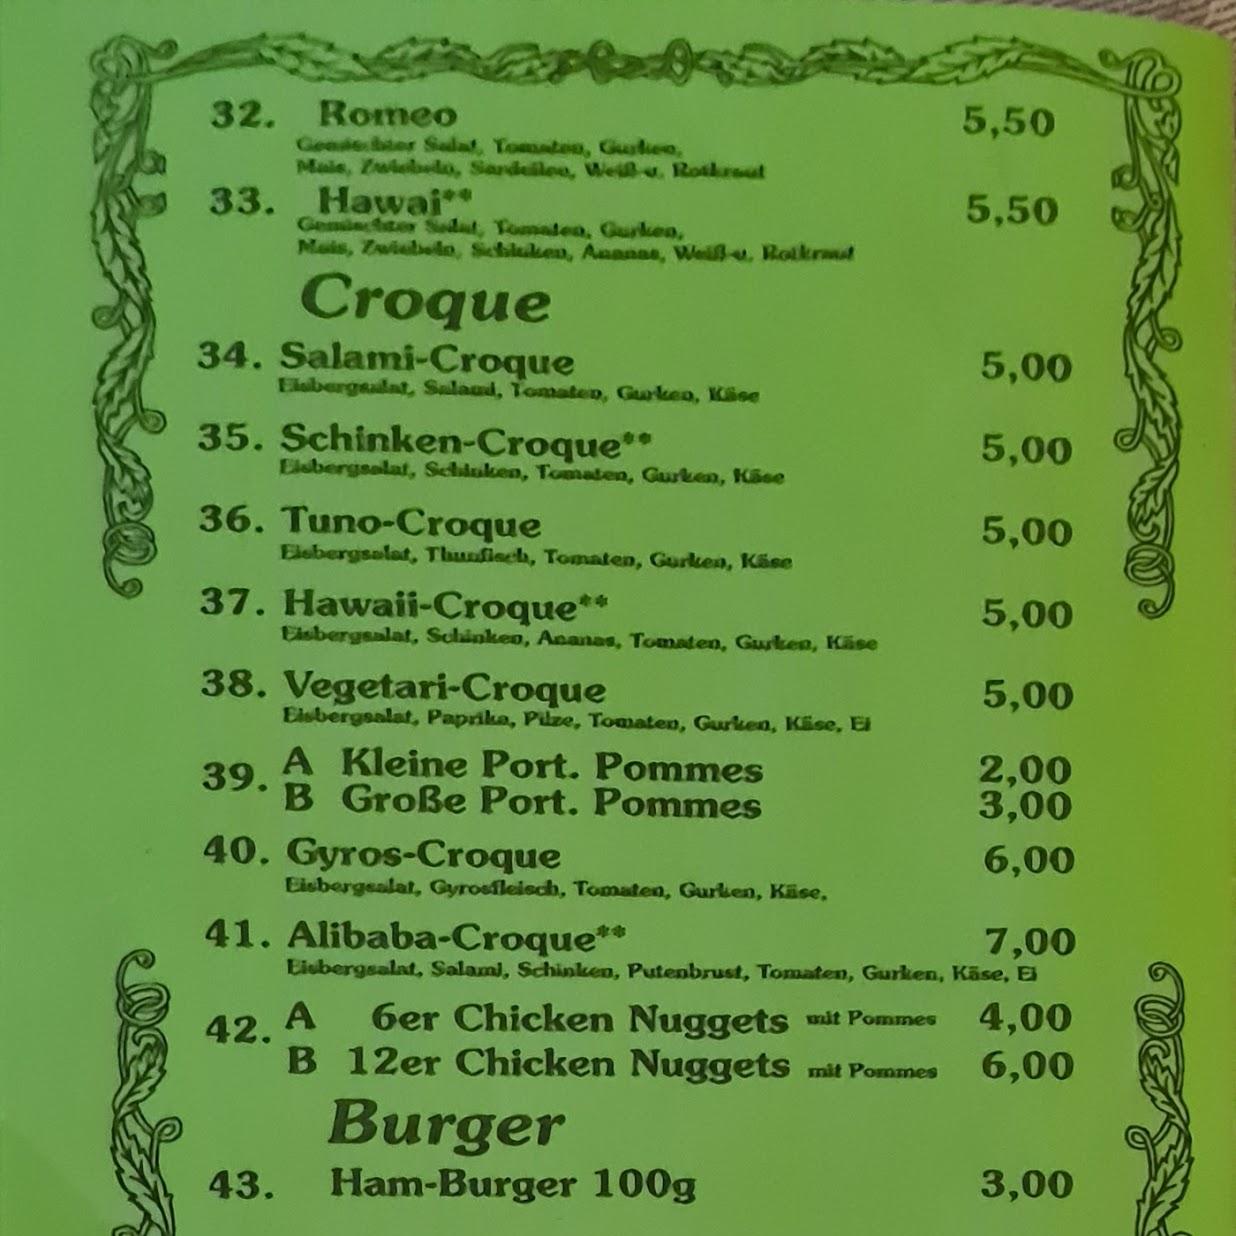 32. Romeo 5,50
Gemischter Salat, Tomaten, Gurken,
Mais, Zwiebeln, Sardellen, Weiß-u. Rotkraut
33. Hawai** 5,50
Gemischter Salat, Tomaten, Gurken,
Mais, Zwiebeln, Schinken, Ananas, Weiß-u. Rotkraut
Croque
34. Salami-Croque 5,00
Eisbergsalat, Salami, Tomaten, Gurken, Käse
35. Schinken-Croque** 5,00
Eisbergsalat, Schinken, Tomaten, Gurken, Käse
36. Tuno-Croque 5,00
Eisbergsalat, Thunfisch, Tomaten, Gurken, Käse
37. Hawaii-Croque** 5,00
Eisbergsalat, Schinken, Ananas, Tomaten, Gurken, Käse
38. Vegetari-Croque 5,00
Eisbergsalat, Paprika, Pilze, Tomaten, Gurken, Käse, Ei
39. A Kleine Port. Pommes 2,00
B Große Port. Pommes 3,00
40. Gyros-Croque 6,00
Eisbergsalat, Gyrosfleisch, Tomaten, Gurken, Käse,
41. Alibaba-Croque** 7,00
Eisbergsalat, Salami, Schinken, Putenbrust, Tomaten, Gurken, Käse, Ei
42. A 6er Chicken Nuggets mit Pommes 4,00
B 12er Chicken Nuggets mit Pommes 6,00
Burger
43. Ham-Burger 100g 3,00